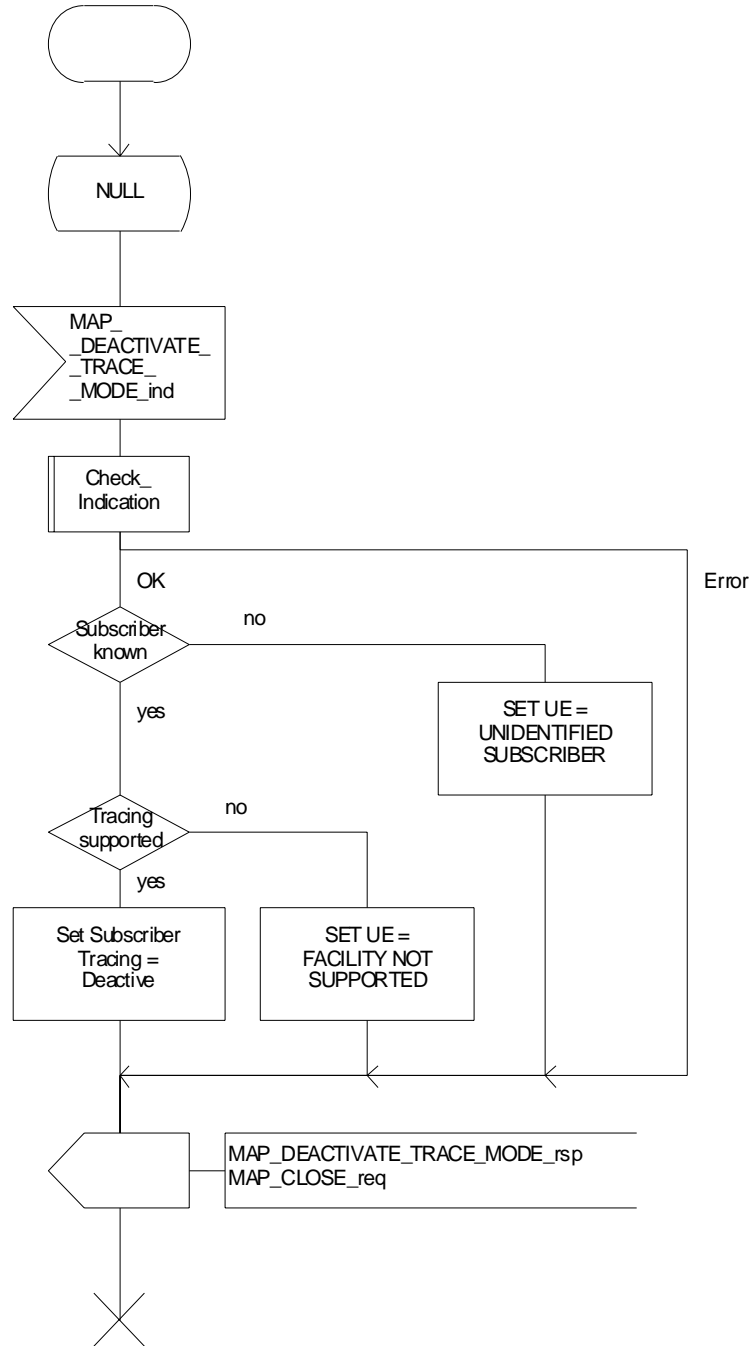 NULL
MAP_
_DEACTIVATE_
_TRACE_
_MODE_ind
Check_
Indication
OK
Error
Subscriber
known
no
yes
SET UE =
UNIDENTIFIED
SUBSCRIBER
Tracing
supported
no
yes
Set Subscriber
Tracing =
Deactive
SET UE =
FACILITY NOT
SUPPORTED
MAP_DEACTIVATE_TRACE_MODE_rsp
MAP_CLOSE_req